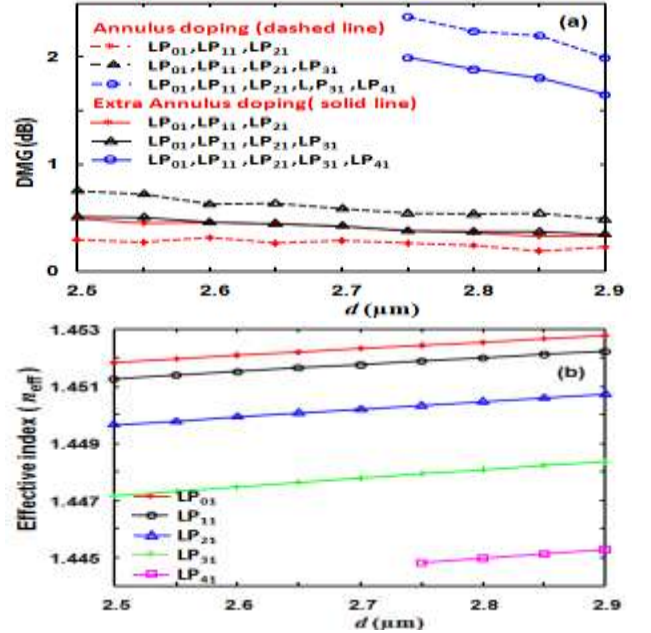 (a)
Annulus doping (dashed line)
LP01,LP11,LP21
LP01,LP11,LP21,LP31
LP01,LP11,LP21,L,P31,LP41
Extra Annulus doping( solid line)
LP01,LP11,LP21
LP01,LP11,LP21,LP31
LP01,LP11,LP21,LP31,LP41
DMG (dB)
2
1
0
2.5 2.6 2.7 2.8 2.9
d (μm)
(b)
Effective index (neff)
1.453
1.451
1.449
1.447
1.445
LP01
LP11
LP21
LP31
LP41
2.5 2.6 2.7 2.8 2.9
d (μm)